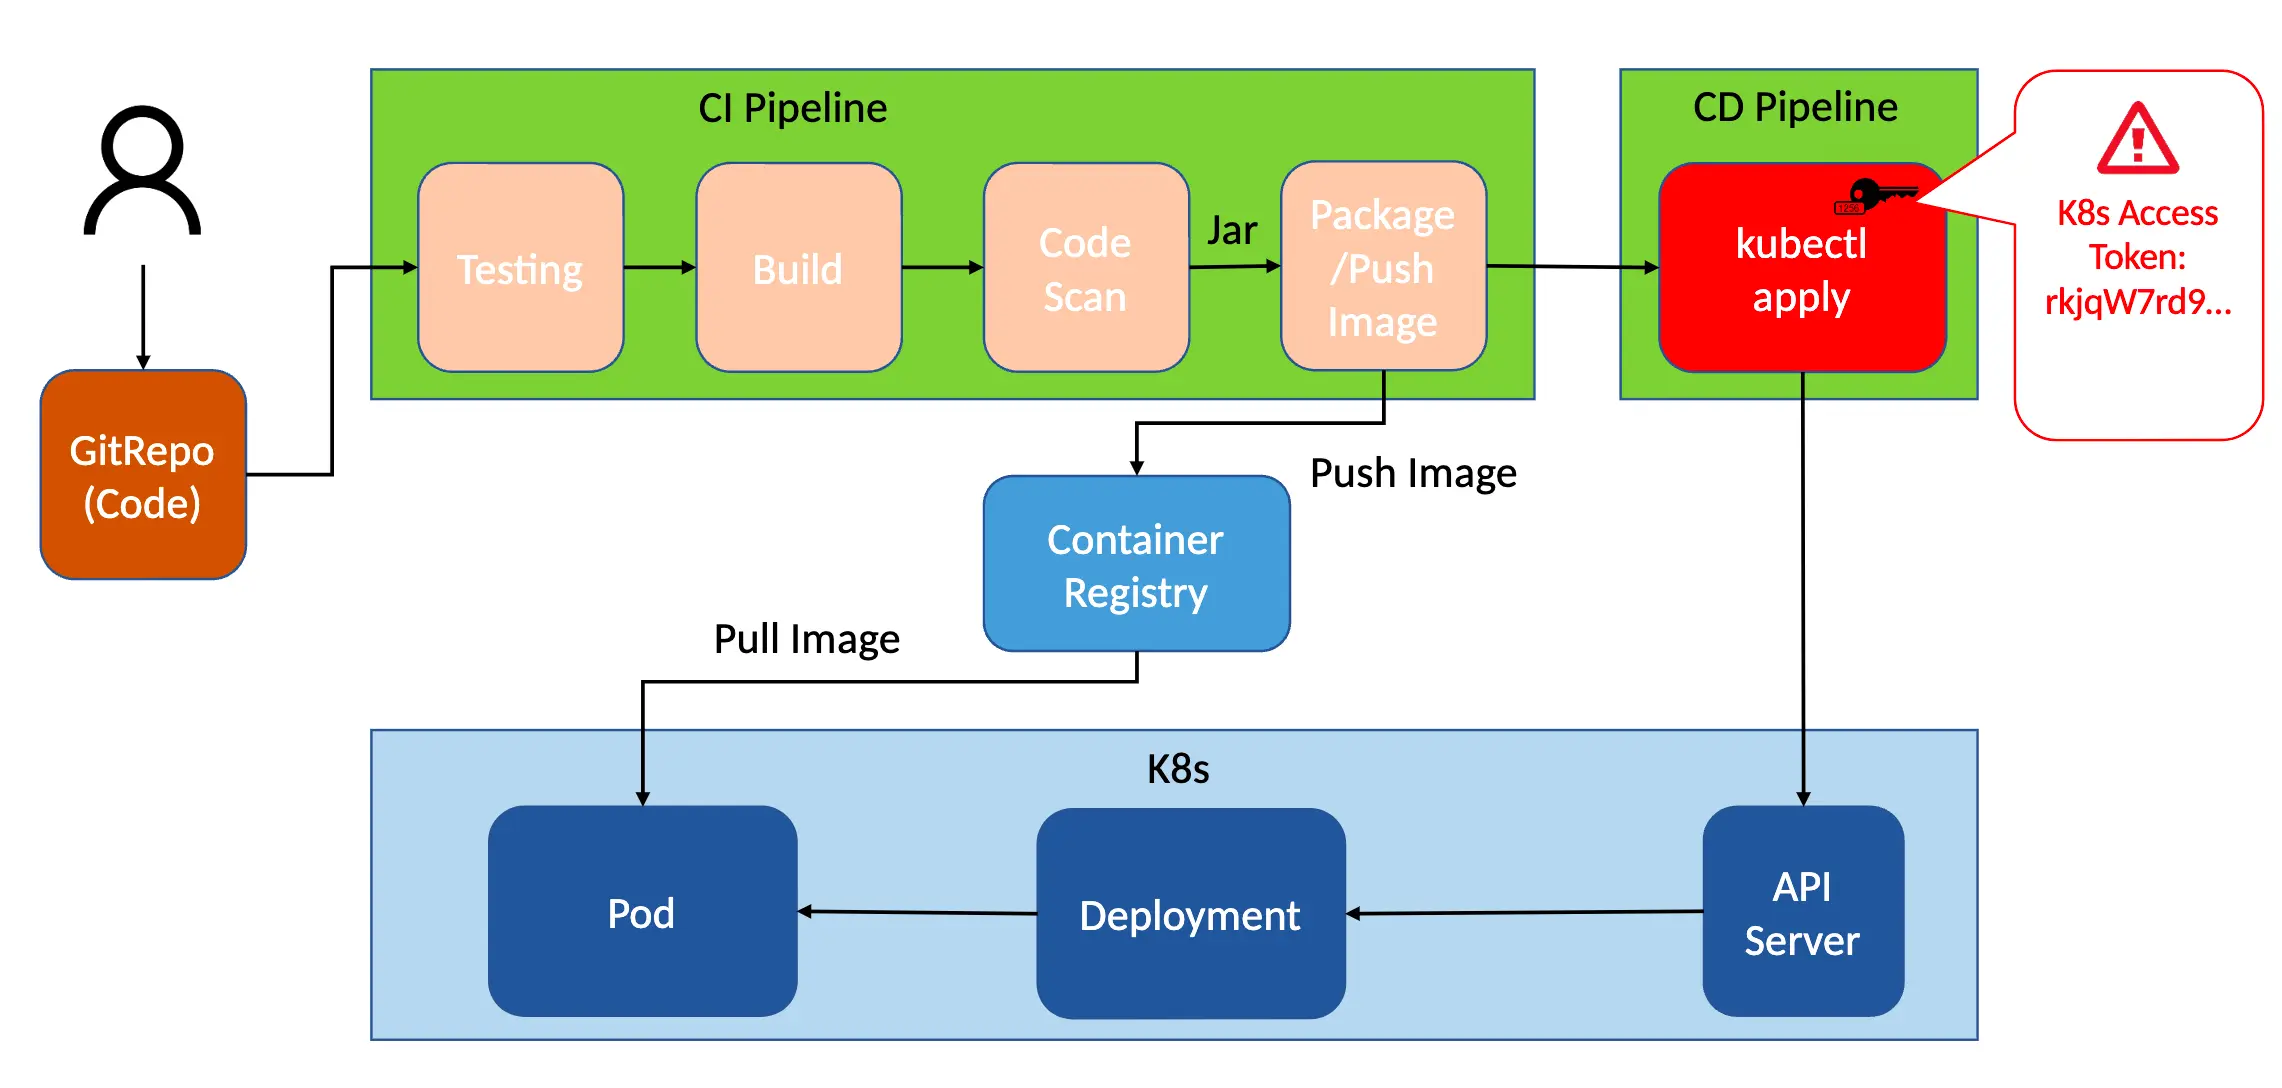 CI Pipeline
CD Pipeline
Testing
Build
Code
Scan
Jar
Package
/Push
Image
1256
kubectl
apply
K8s Access
Token:
rkjqW7rd9...
GitRepo
(Code)
Push Image
Container
Registry
Pull Image
K8s
Pod
Deployment
API
Server